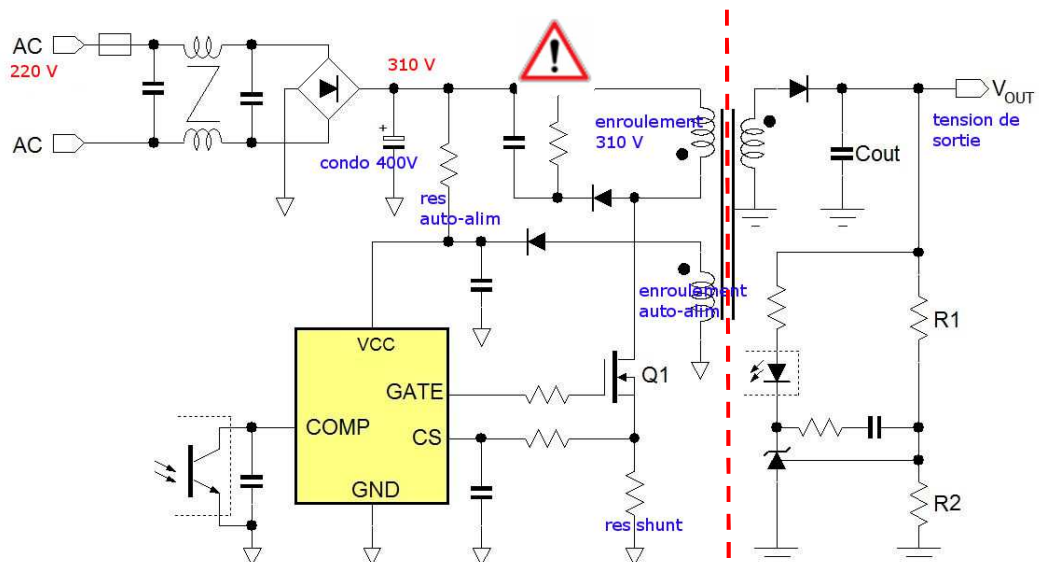 AC
220 V
310 V
!
V_OUT
enroulement
310 V
tension de
sortie
AC
condo 400V
Cout
res
auto-alim
enroulement
auto-alim
R1
VCC
Q1
GATE
COMP
CS
GND
R2
res shunt